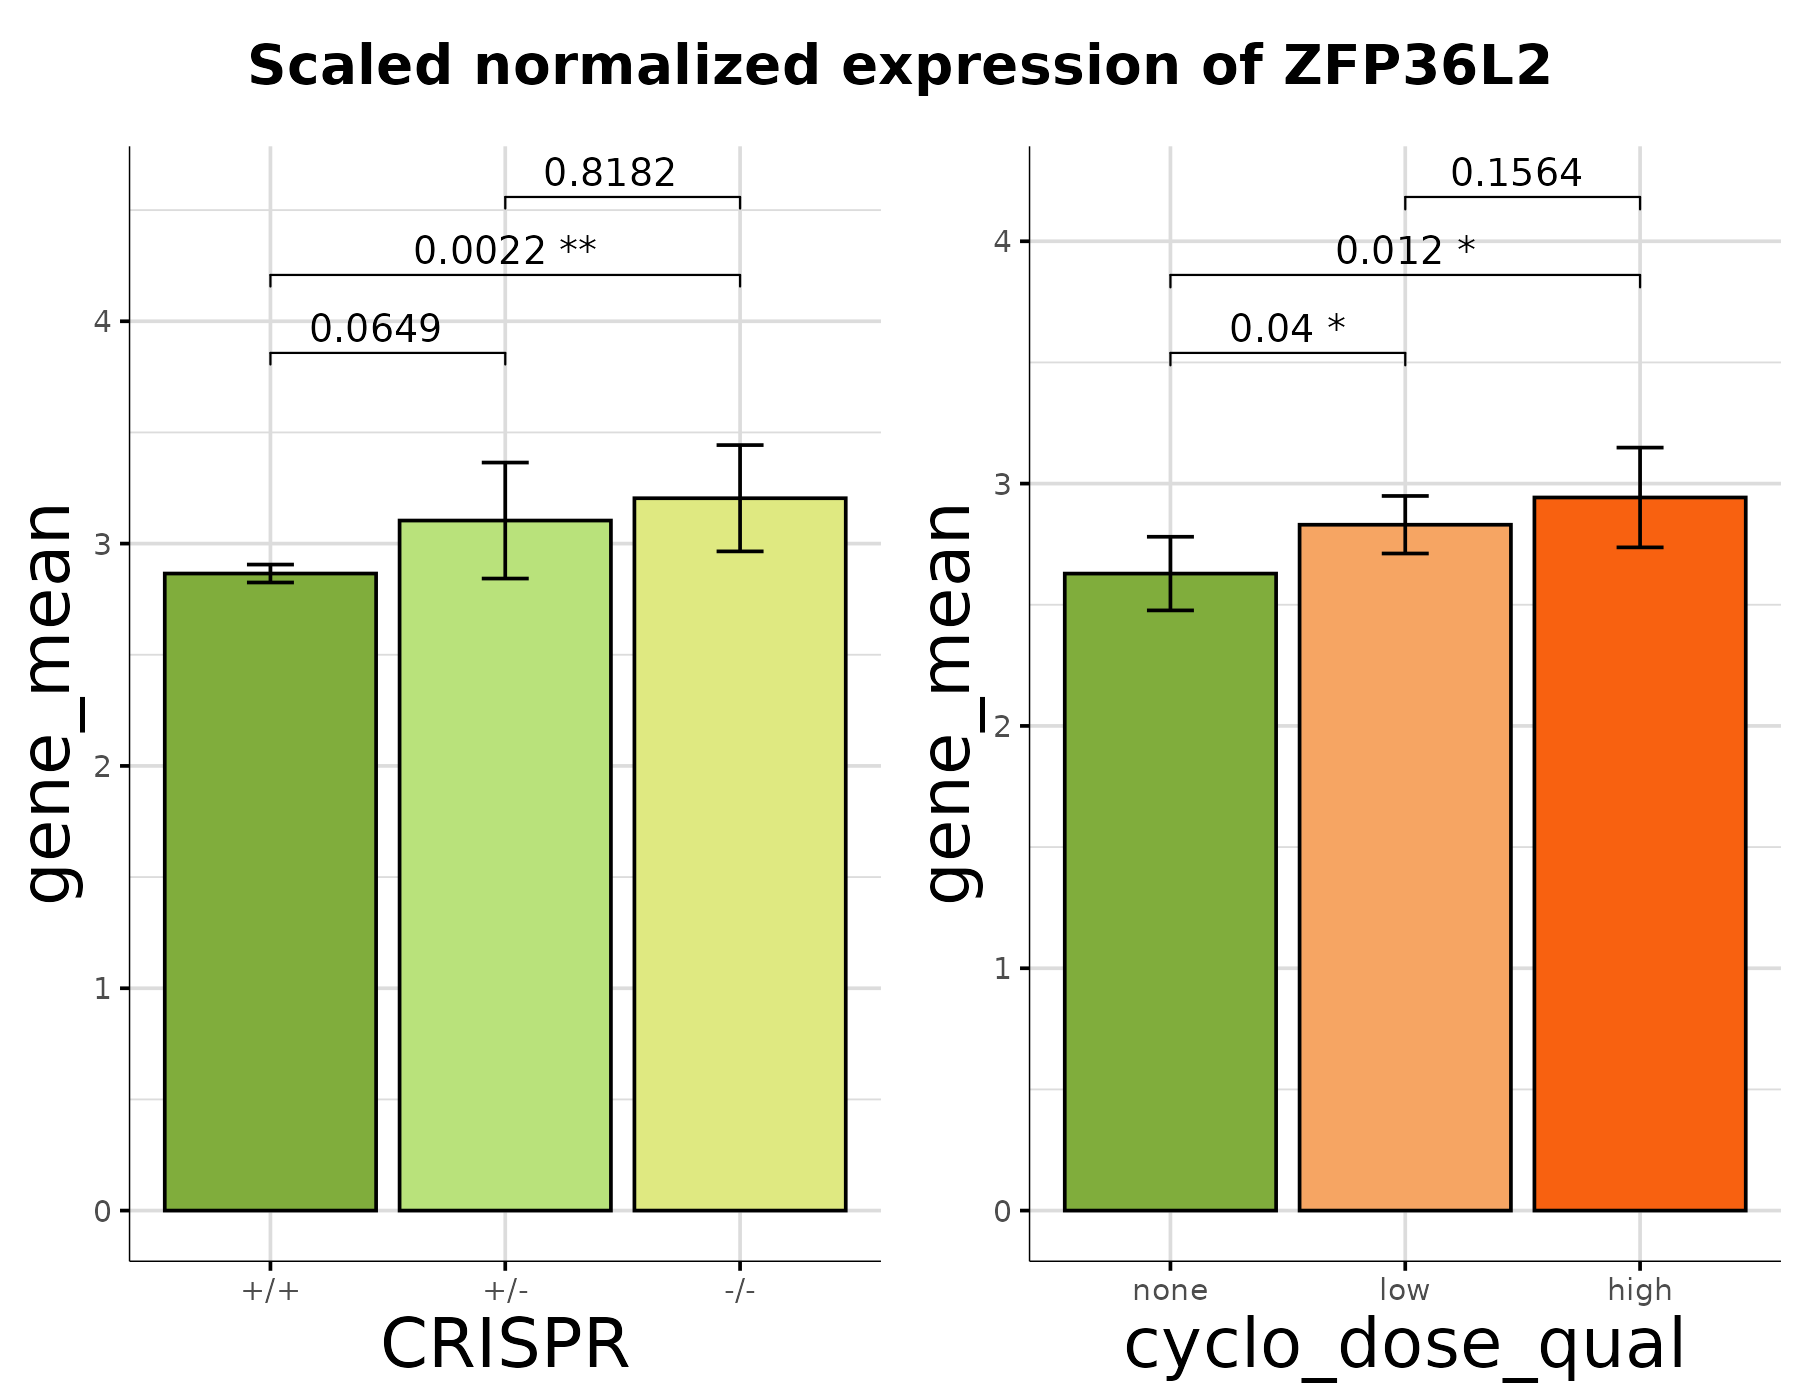 Scaled normalized expression of ZFP36L2
gene_mean
4
3
2
1
0
0.8182
0.0022 **
0.0649
+/+
+/-
-/-
CRISPR
gene_mean
4
3
2
1
0
0.1564
0.012 *
0.04 *
none
low
high
cyclo_dose_qual